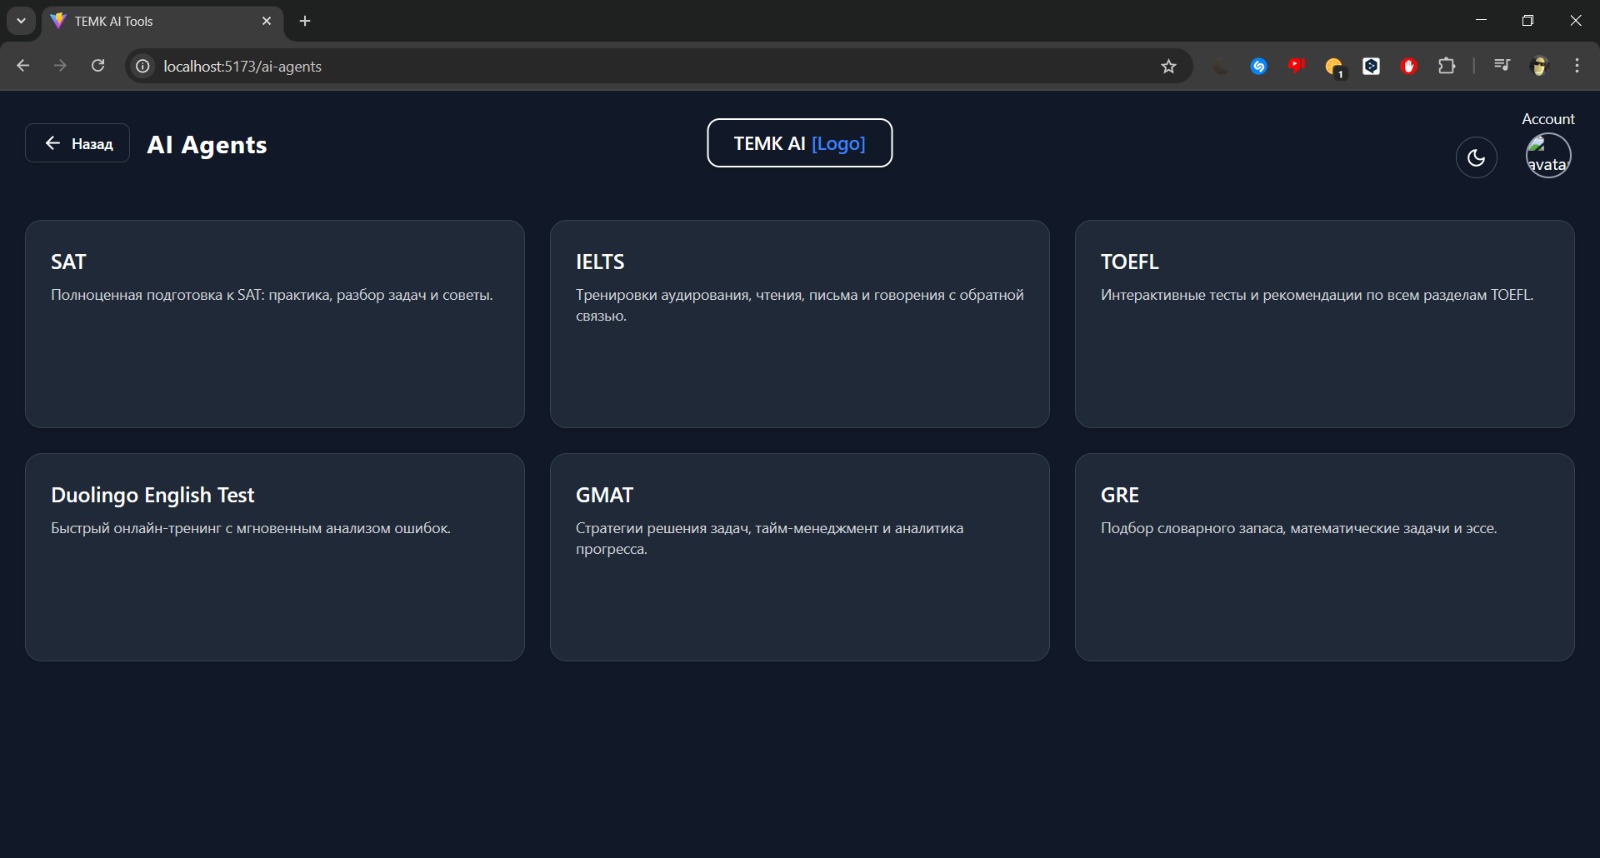 TEMK AI Tools
localhost:5173/ai-agents
1
Account
← Назад
AI Agents
TEMK AI [Logo]
avata
SAT
Полноценная подготовка к SAT: практика, разбор задач и советы.
IELTS
Тренировки аудирования, чтения, письма и говорения с обратной
связью.
TOEFL
Интерактивные тесты и рекомендации по всем разделам TOEFL.
Duolingo English Test
Быстрый онлайн-тренинг с мгновенным анализом ошибок.
GMAT
Стратегии решения задач, тайм-менеджмент и аналитика
прогресса.
GRE
Подбор словарного запаса, математические задачи и эссе.